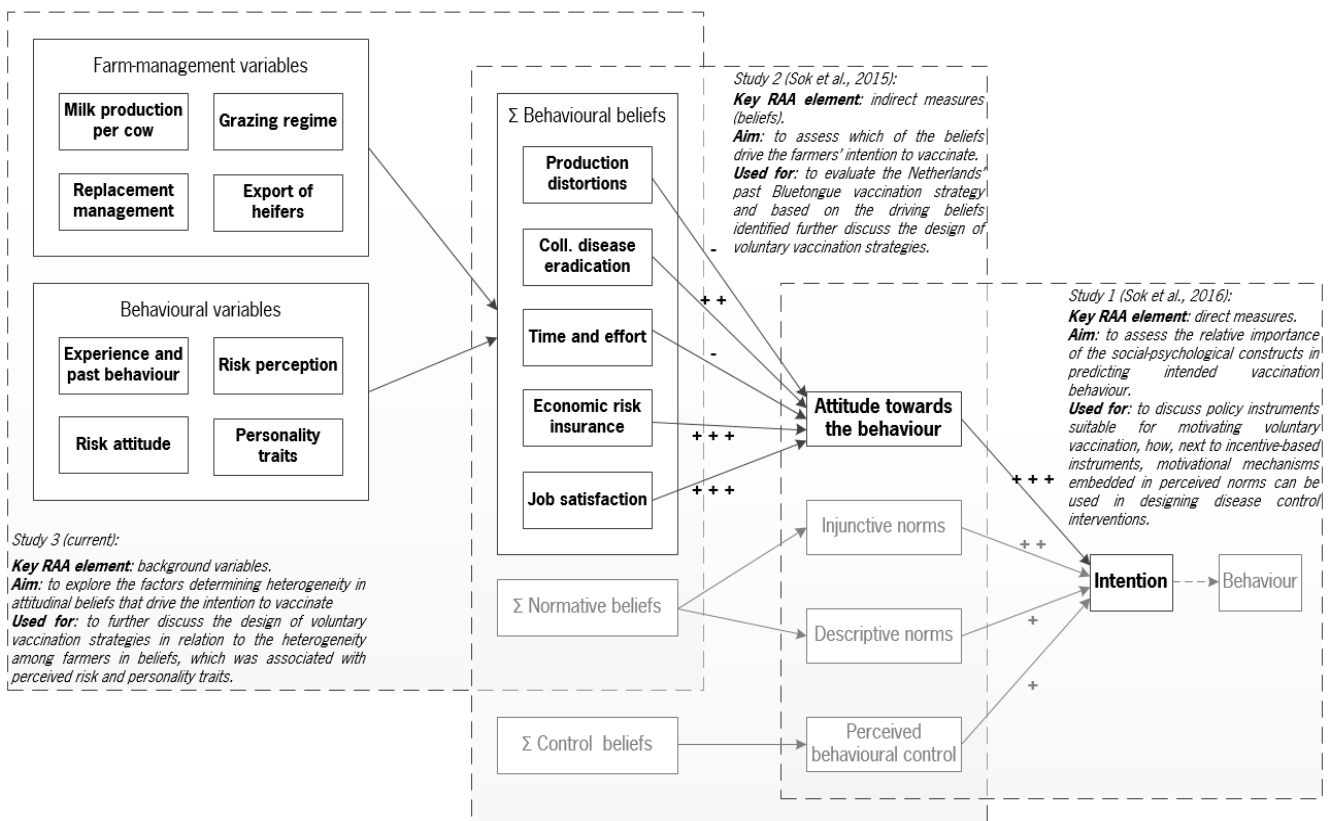 Farm-management variables
Milk production
per cow
Grazing regime
Replacement
management
Export of
heifers
Behavioural variables
Experience and
past behaviour
Risk perception
Risk attitude
Personality
traits
Study 3 (current):
Key RAA element: background variables.
Aim: to explore the factors determining heterogeneity in
attitudinal beliefs that drive the intention to vaccinate
Used for: to further discuss the design of voluntary
vaccination strategies in relation to the heterogeneity
among farmers in beliefs, which was associated with
perceived risk and personality traits.
Σ Behavioural beliefs
Production
distortions
Coll. disease
eradication
Time and effort
Economic risk
insurance
Job satisfaction
Σ Normative beliefs
Σ Control beliefs
-
+ +
-
+ + +
+ + +
Study 2 (Sok et al., 2015):
Key RAA element: indirect measures
(beliefs).
Aim: to assess which of the beliefs
drive the farmers' intention to vaccinate.
Used for: to evaluate the Netherlands'
past Bluetongue vaccination strategy
and based on the driving beliefs
identified further discuss the design of
voluntary vaccination strategies.
Attitude towards
the behaviour
Injunctive norms
Descriptive norms
Perceived
behavioural control
Study 1 (Sok et al., 2016):
Key RAA element: direct measures.
Aim: to assess the relative importance
of the social-psychological constructs in
predicting intended vaccination
behaviour.
Used for: to discuss policy instruments
suitable for motivating voluntary
vaccination, how, next to incentive-based
instruments, motivational mechanisms
embedded in perceived norms can be
used in designing disease control
interventions.
+ + +
+ +
+
+
Intention
Behaviour